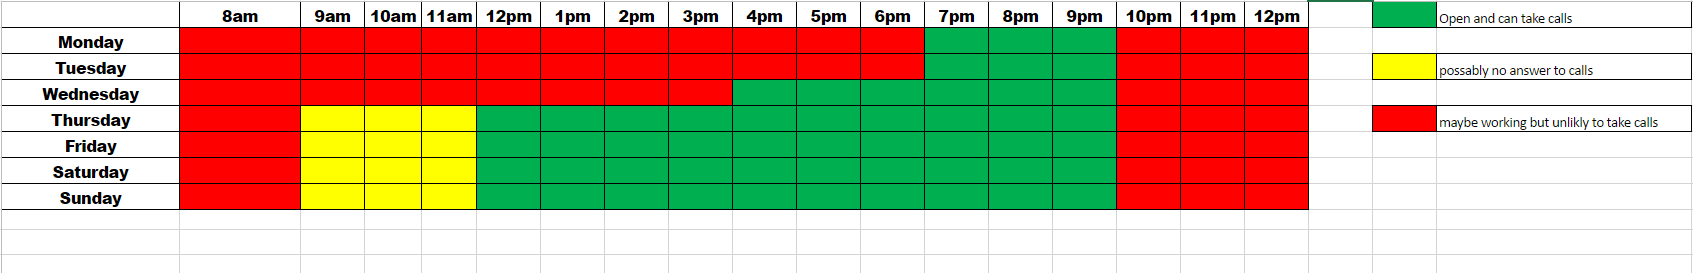 8am 9am 10am 11am 12pm 1pm 2pm 3pm 4pm 5pm 6pm 7pm 8pm 9pm 10pm 11pm 12pm
Open and can take calls
Monday
Tuesday
possably no answer to calls
Wednesday
Thursday
maybe working but unlikly to take calls
Friday
Saturday
Sunday